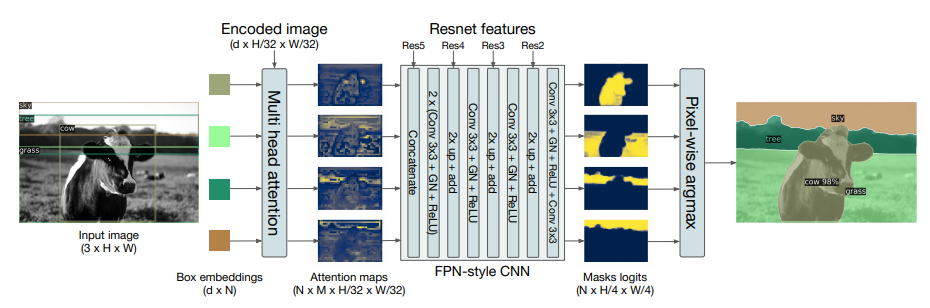 Encoded image
(d x H/32 x W/32)
Resnet features
Res5
Res4
Res3
Res2
sky
tree
cow
grass
Input image
(3 x H x W)
Box embeddings
(d x N)
Multi head attention
Attention maps
(N x M x H/32 x W/32)
Concatenate
2 x (Conv 3x3 + GN + ReLU)
2x up + add
Conv 3x3 + GN + ReLU
2x up + add
Conv 3x3 + GN + ReLU
2x up + add
Conv 3x3 + GN + ReLU + Conv 3x3
FPN-style CNN
Masks logits
(N x H/4 x W/4)
Pixel-wise argmax
sky
tree
cow 98%
grass